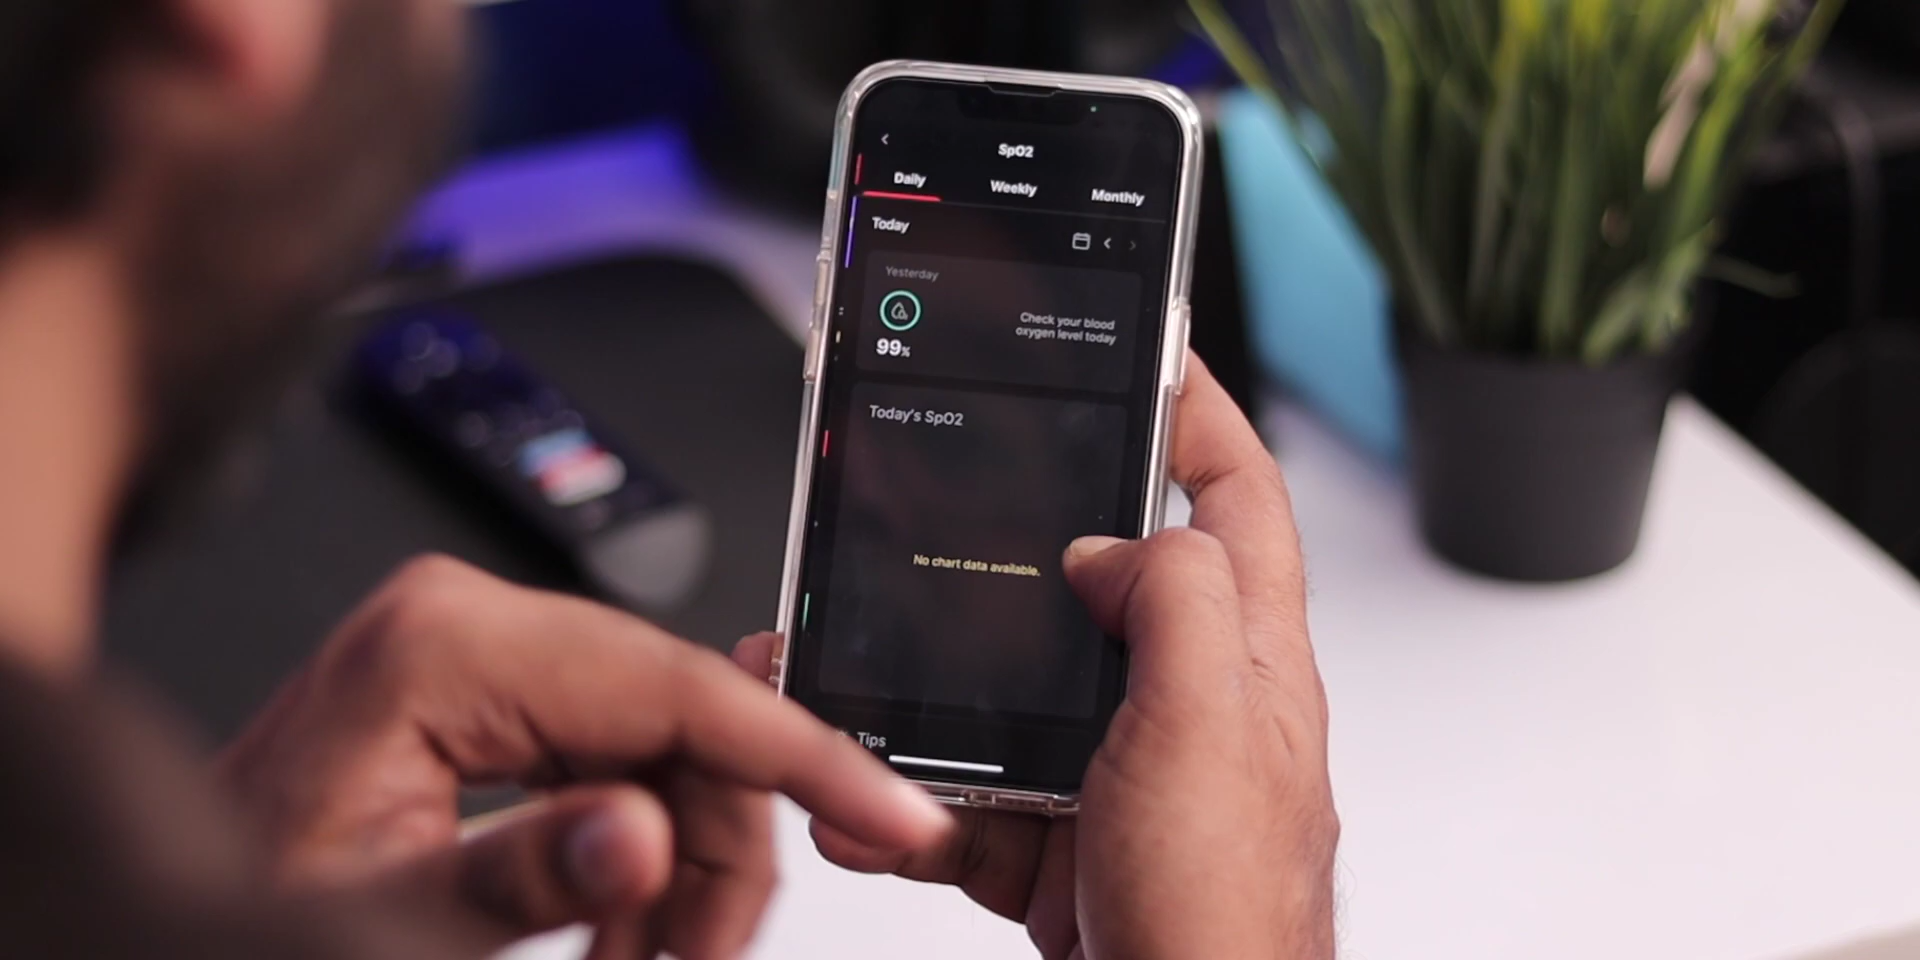 SpO2
Daily Weekly Monthly
Today
Yesterday
99%
Check your blood
oxygen level today
Today's SpO2
No chart data available.
Tips